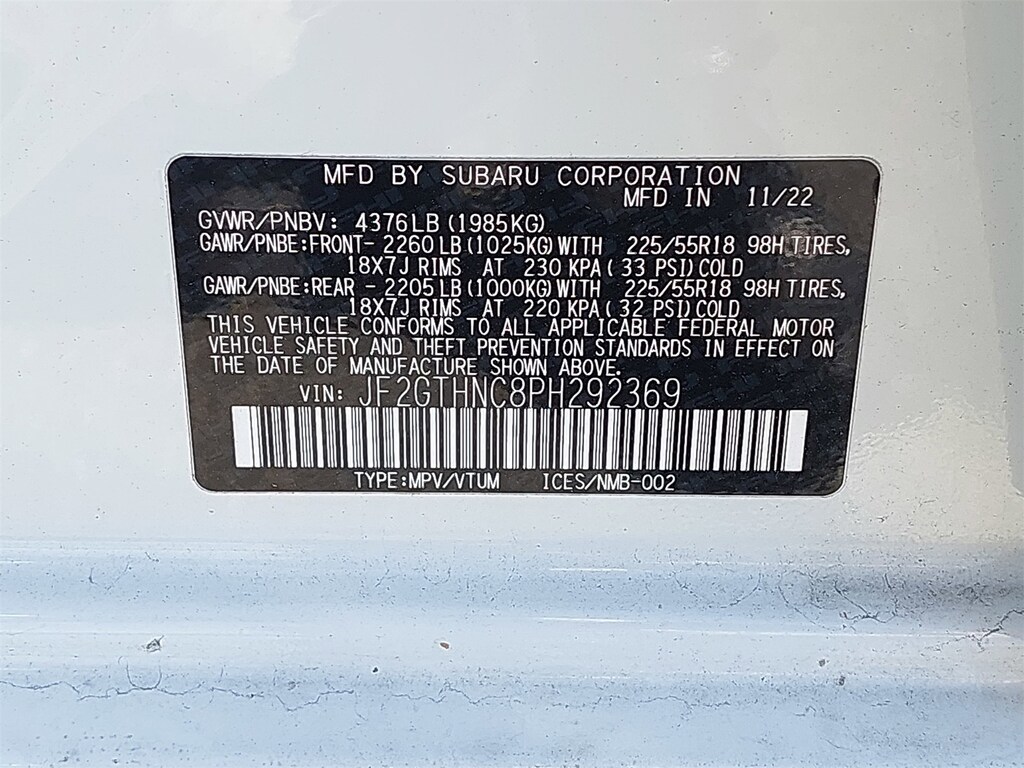 MFD BY SUBARU CORPORATION
MFD IN 11/22
GVWR/PNBV: 4376LB (1985KG)
GAWR/PNBE:FRONT- 2260 LB (1025KG) WITH 225/55R18 98H TIRES,
18X7J RIMS AT 230 KPA ( 33 PSI) COLD
GAWR/PNBE:REAR - 2205 LB (1000KG) WITH 225/55R18 98H TIRES,
18X7J RIMS AT 220 KPA ( 32 PSI) COLD
THIS VEHICLE CONFORMS TO ALL APPLICABLE FEDERAL MOTOR
VEHICLE SAFETY AND THEFT PREVENTION STANDARDS IN EFFECT ON
THE DATE OF MANUFACTURE SHOWN ABOVE.
VIN: JF2GTHNC8PH292369
TYPE:MPV/VTUM ICES/NMB-002